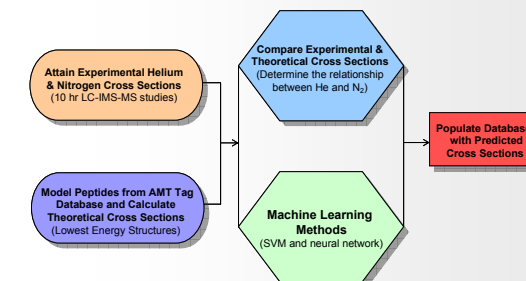 Attain Experimental Helium
& Nitrogen Cross Sections
(10 hr LC-IMS-MS studies)
Model Peptides from AMT Tag
Database and Calculate
Theoretical Cross Sections
(Lowest Energy Structures)
Compare Experimental &
Theoretical Cross Sections
(Determine the relationship
between He and N2)
Machine Learning
Methods
(SVM and neural network)
Populate Database
with Predicted
Cross Sections